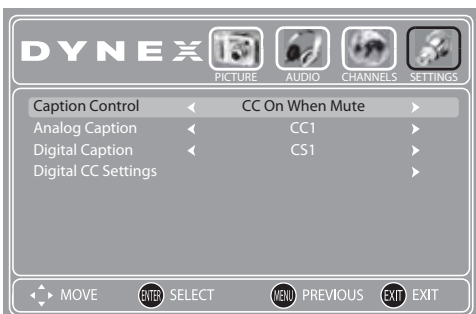 DYNEX
PICTURE AUDIO CHANNELS SETTINGS
Caption Control CC On When Mute
Analog Caption CC1
Digital Caption CS1
Digital CC Settings
MOVE ENTER SELECT MENU PREVIOUS EXIT EXIT